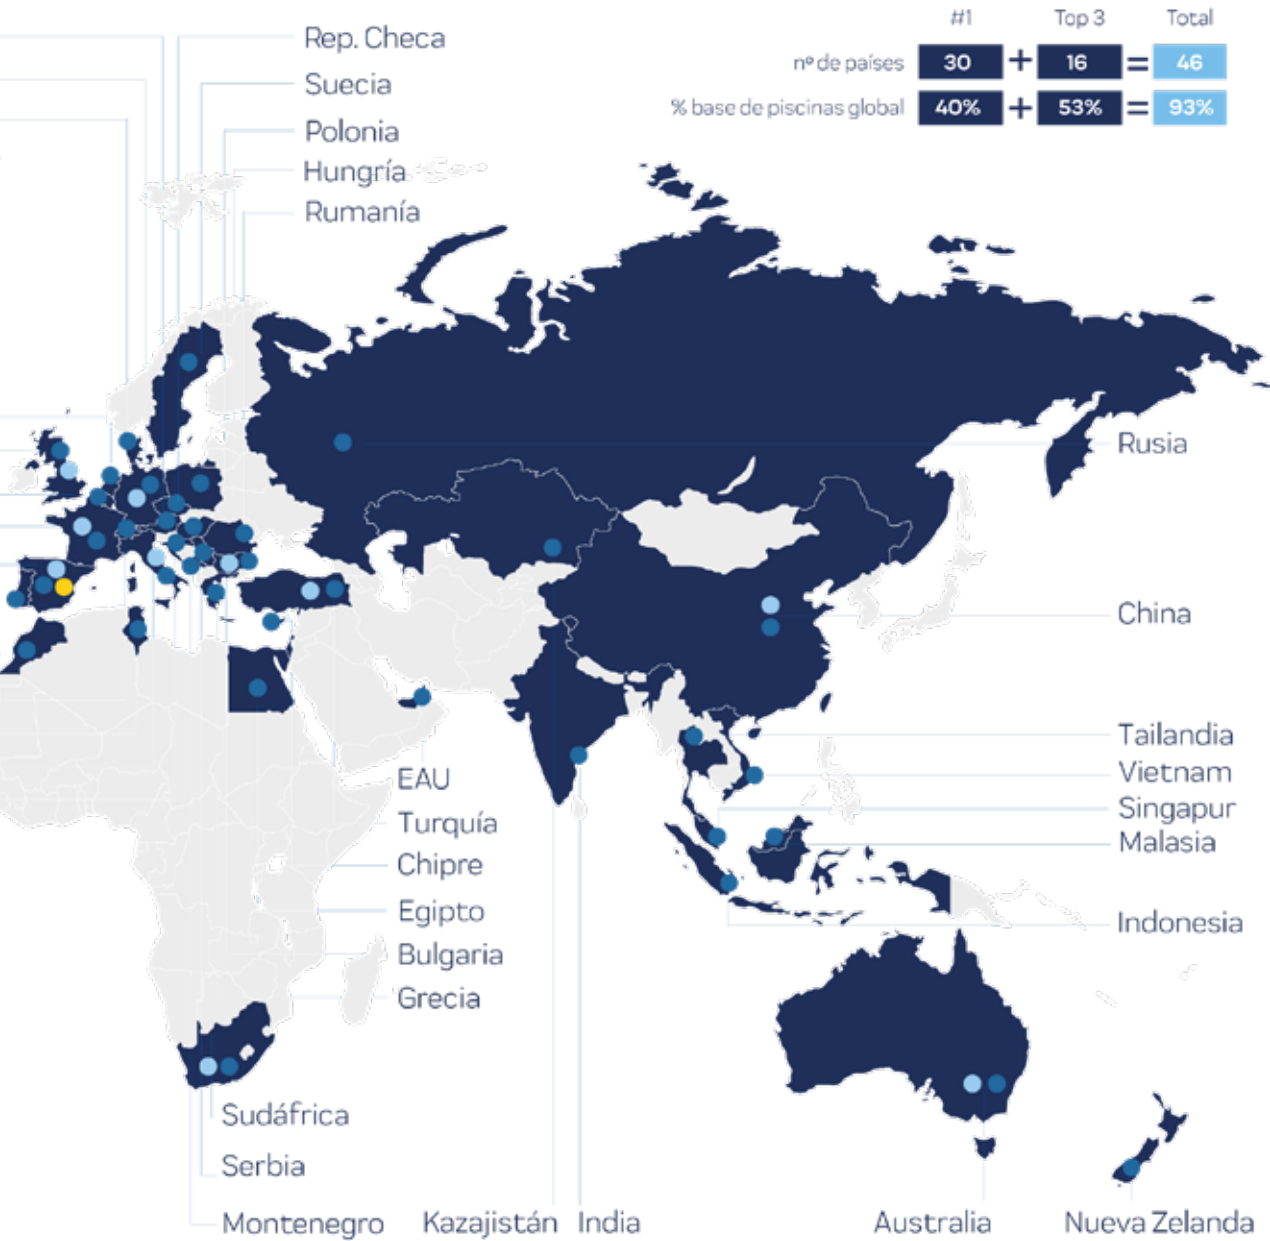 #1 Top 3 Total
nº de países 30 + 16 = 46
% base de piscinas global 40% + 53% = 93%
Rep. Checa
Suecia
Polonia
Hungría
Rumanía
Rusia
China
Tailandia
Vietnam
Singapur
Malasia
Indonesia
EAU
Turquía
Chipre
Egipto
Bulgaria
Grecia
Sudáfrica
Serbia
Montenegro
Kazajistán
India
Australia
Nueva Zelanda